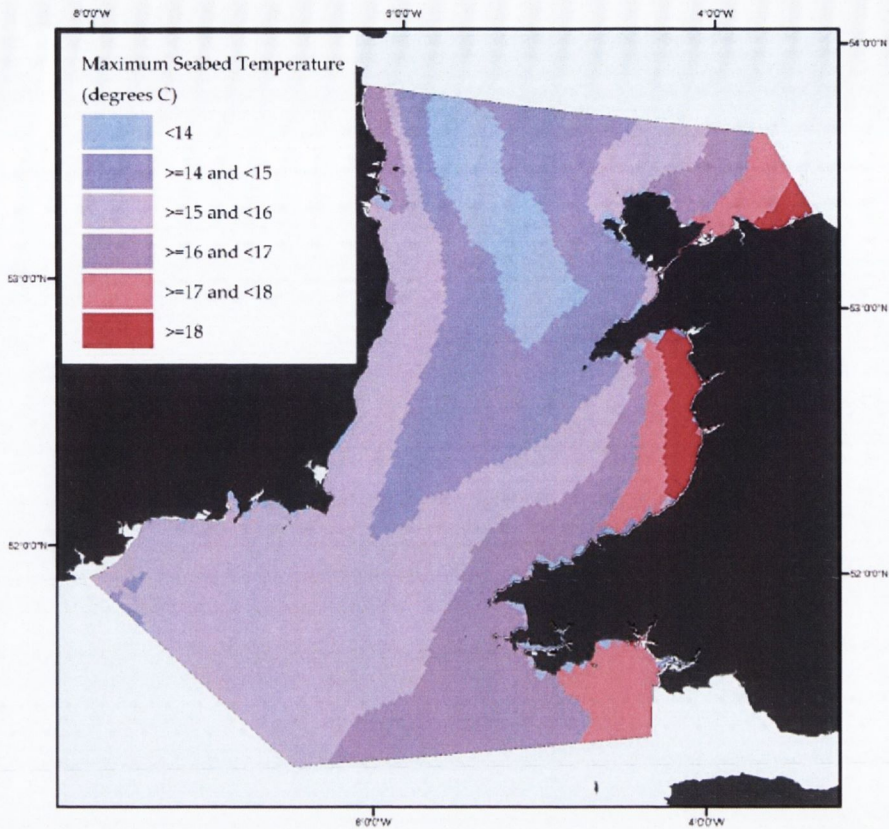 8°0'0"W
6°0'0"W
4°0'0"W
54°0'0"N
Maximum Seabed Temperature
(degrees C)
<14
>=14 and <15
>=15 and <16
>=16 and <17
>=17 and <18
>=18
53°0'0"N
53°0'0"N
52°0'0"N
52°0'0"N
6°0'0"W
4°0'0"W